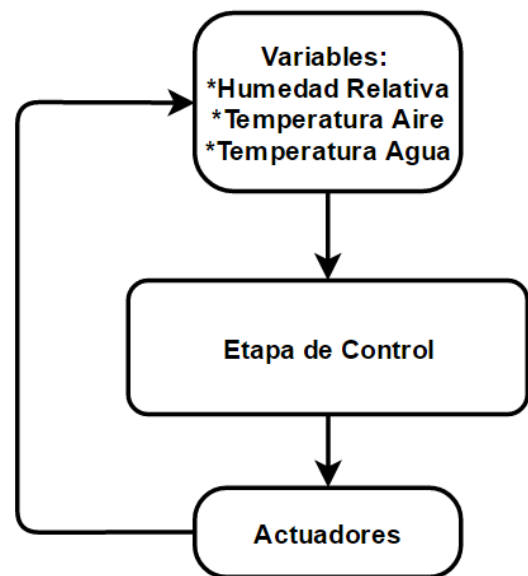 Variables:
*Humedad Relativa
*Temperatura Aire
*Temperatura Agua
Etapa de Control
Actuadores